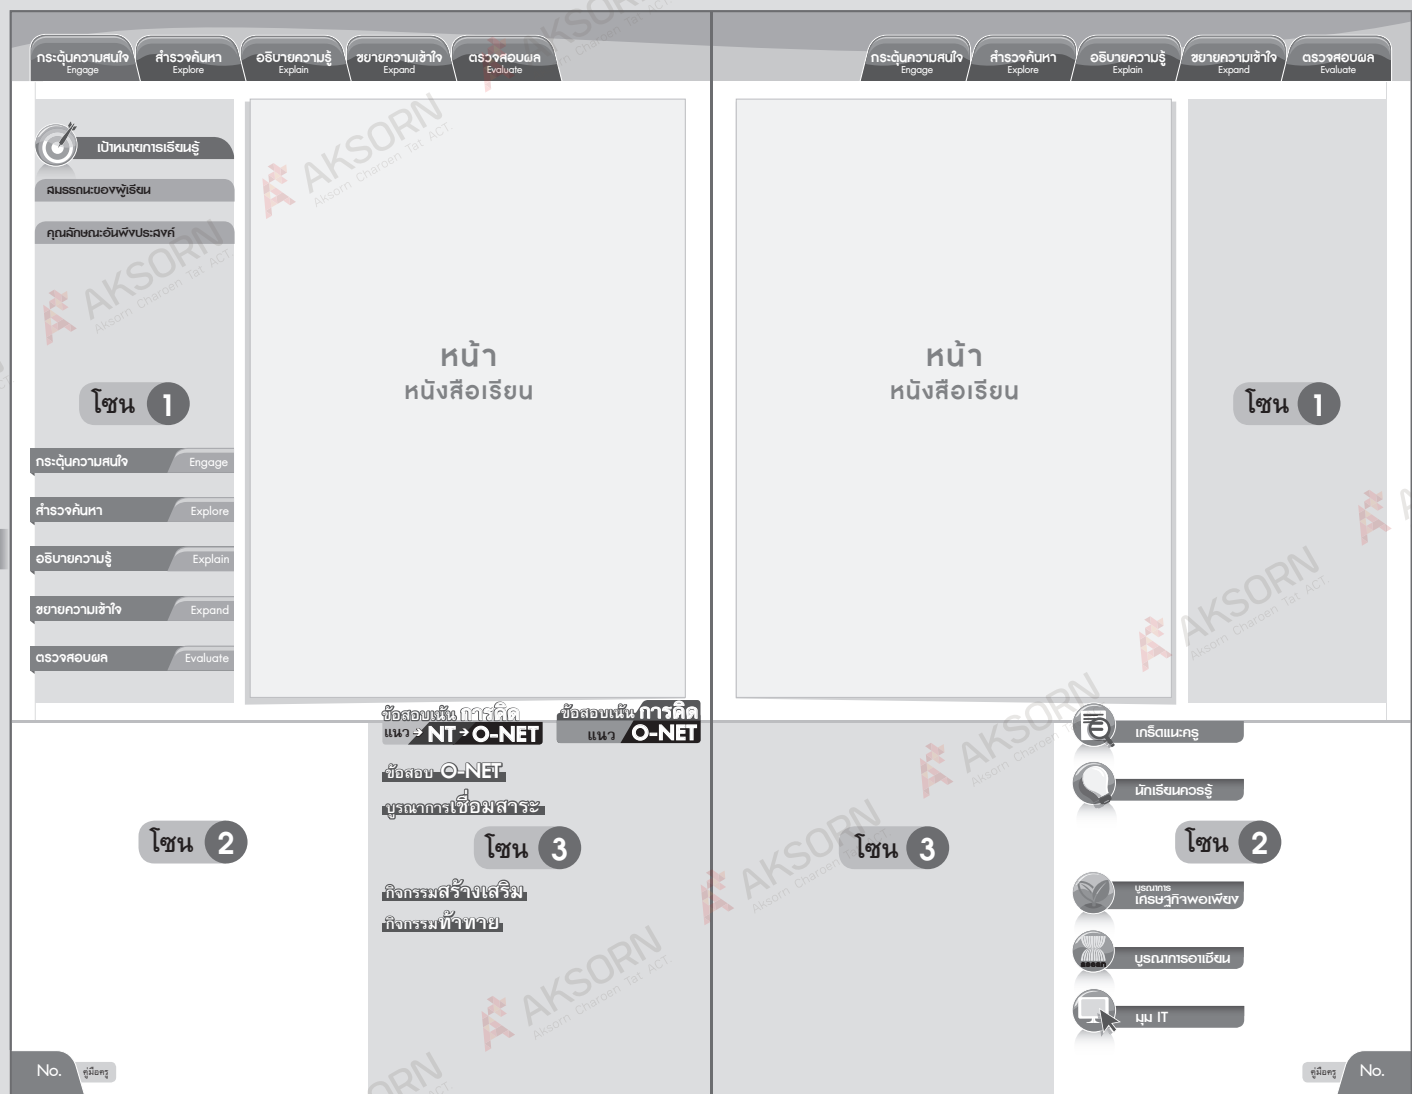 กระตุ้นความสนใจ
Engage
สำรวจค้นหา
Explore
อธิบายความรู้
Explain
ขยายความเข้าใจ
Expand
ตรวจสอบผล
Evaluate
กระตุ้นความสนใจ
Engage
สำรวจค้นหา
Explore
อธิบายความรู้
Explain
ขยายความเข้าใจ
Expand
ตรวจสอบผล
Evaluate
เป้าหมายการเรียนรู้
สมรรถนะของผู้เรียน
คุณลักษณะอันพึงประสงค์
โซน 1
กระตุ้นความสนใจ Engage
สำรวจค้นหา Explore
อธิบายความรู้ Explain
ขยายความเข้าใจ Expand
ตรวจสอบผล Evaluate
หน้า
หนังสือเรียน
หน้า
หนังสือเรียน
โซน 1
โซน 2
ข้อสอบเน้น การคิด
แนว NT O-NET
ข้อสอบเน้น การคิด
แนว O-NET
ข้อสอบ O-NET
บูรณาการเชื่อมสาระ
โซน 3
กิจกรรมสร้างเสริม
กิจกรรมท้าทาย
โซน 3
เกร็ดแนะครู
นักเรียนควรรู้
โซน 2
บูรณาการ
เศรษฐกิจพอเพียง
บูรณาการอาเซียน
มุม IT
No. คู่มือครู
คู่มือครู No.
AKSORN
Aksorn Charoen Tat ACT.